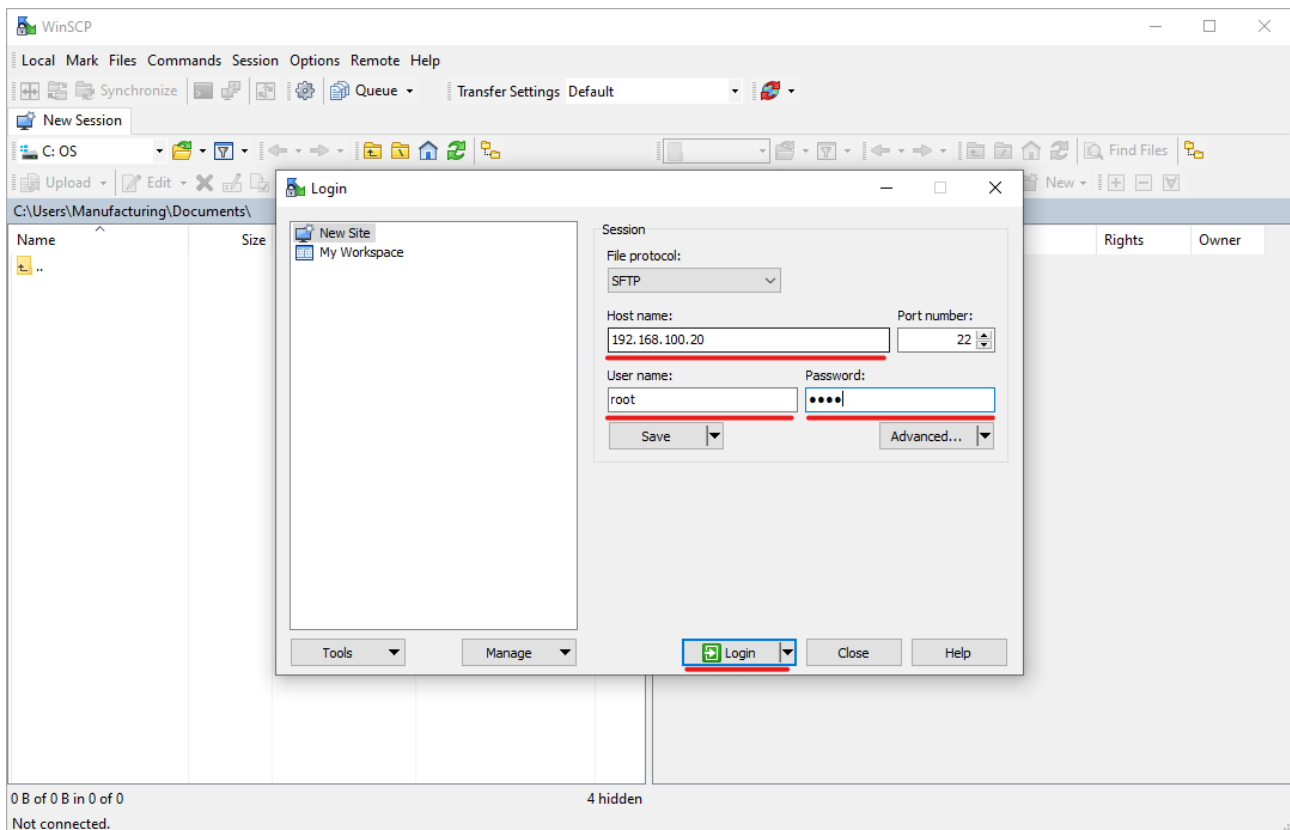 WinSCP
Local Mark Files Commands Session Options Remote Help
Synchronize Queue Transfer Settings Default
New Session
C: OS Find Files
Upload Edit New
Login
C:\Users\Manufacturing\Documents\
Name Size Rights Owner
..
New Site
My Workspace
Session
File protocol:
SFTP
Host name: Port number:
192.168.100.20 22
User name: Password:
root ••••
Save Advanced...
Tools Manage Login Close Help
0 B of 0 B in 0 of 0 4 hidden
Not connected.